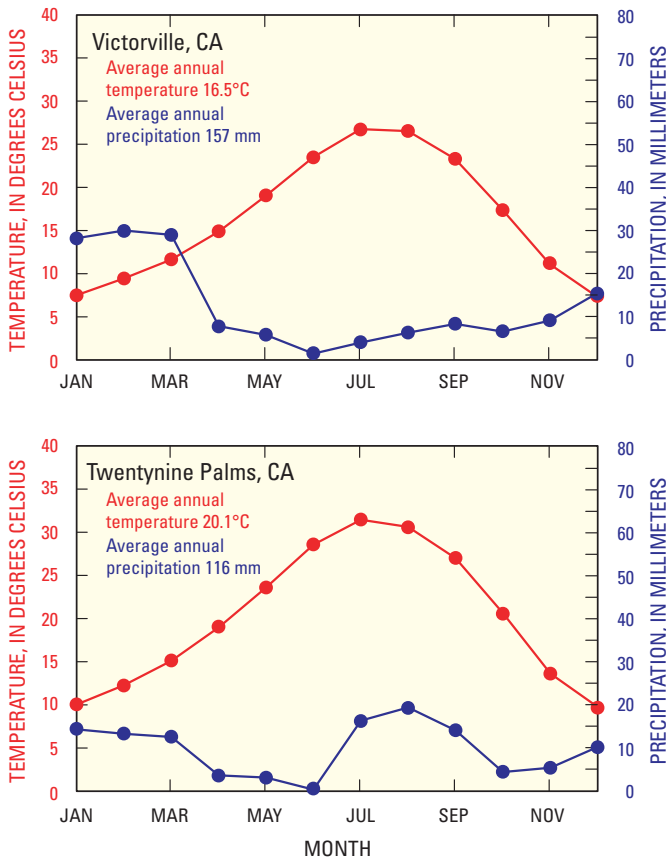 Victorville, CA
Average annual
temperature 16.5°C
Average annual
precipitation 157 mm
TEMPERATURE, IN DEGREES CELSIUS
40
35
30
25
20
15
10
5
0
PRECIPITATION, IN MILLIMETERS
80
70
60
50
40
30
20
10
0
JAN MAR MAY JUL SEP NOV
Twentynine Palms, CA
Average annual
temperature 20.1°C
Average annual
precipitation 116 mm
TEMPERATURE, IN DEGREES CELSIUS
40
35
30
25
20
15
10
5
0
PRECIPITATION, IN MILLIMETERS
80
70
60
50
40
30
20
10
0
JAN MAR MAY JUL SEP NOV
MONTH